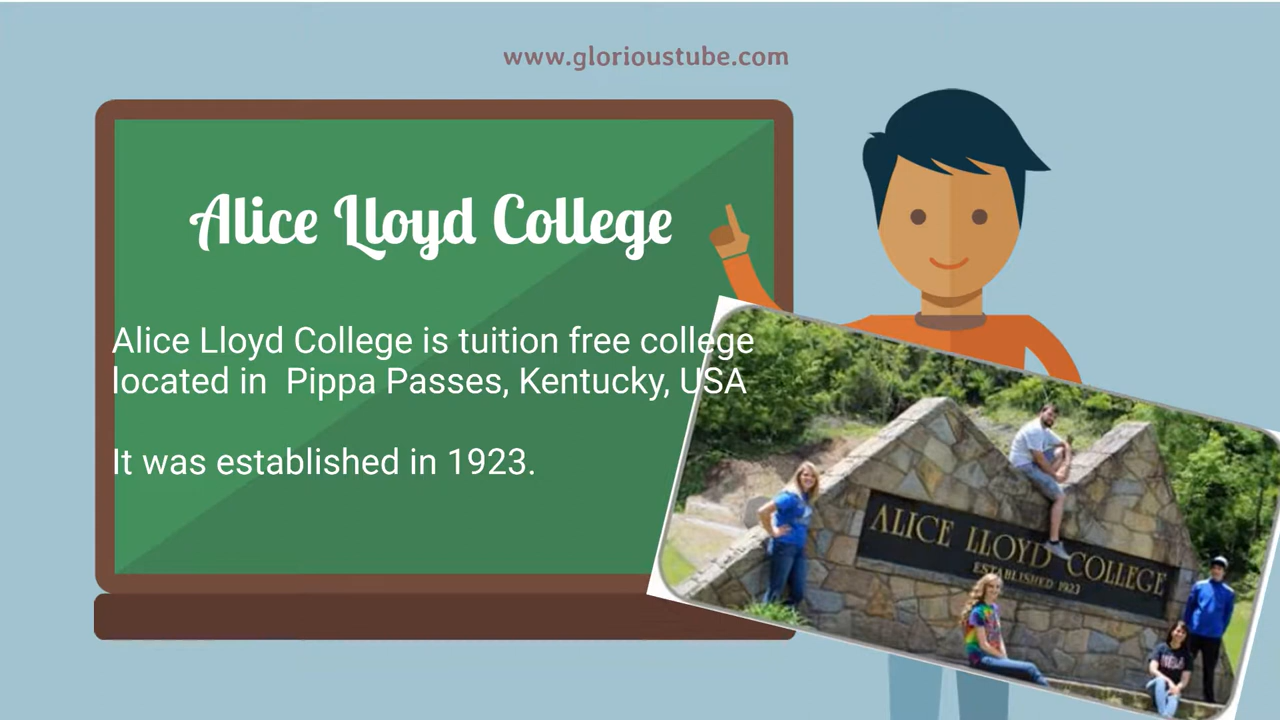 www.glorioustube.com
Alice Lloyd College
Alice Lloyd College is tuition free college
located in  Pippa Passes, Kentucky, USA
It was established in 1923.
ALICE LLOYD COLLEGE
ESTABLISHED 1923